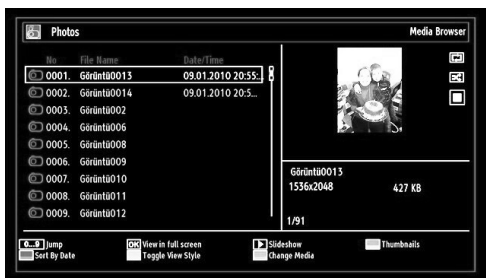 Photos
Media Browser
No File Name Date/Time
0001. Görüntü0013 09.01.2010 20:55:..
0002. Görüntü0014 09.01.2010 20:5...
0003. Görüntü002
0004. Görüntü006
0005. Görüntü008
0006. Görüntü009
0007. Görüntü010
0008. Görüntü011
0009. Görüntü012
Görüntü0013
1536x2048 427 KB
1/91
0...9 Jump OK View in full screen Slideshow Thumbnails
Sort By Date Toggle View Style Change Media